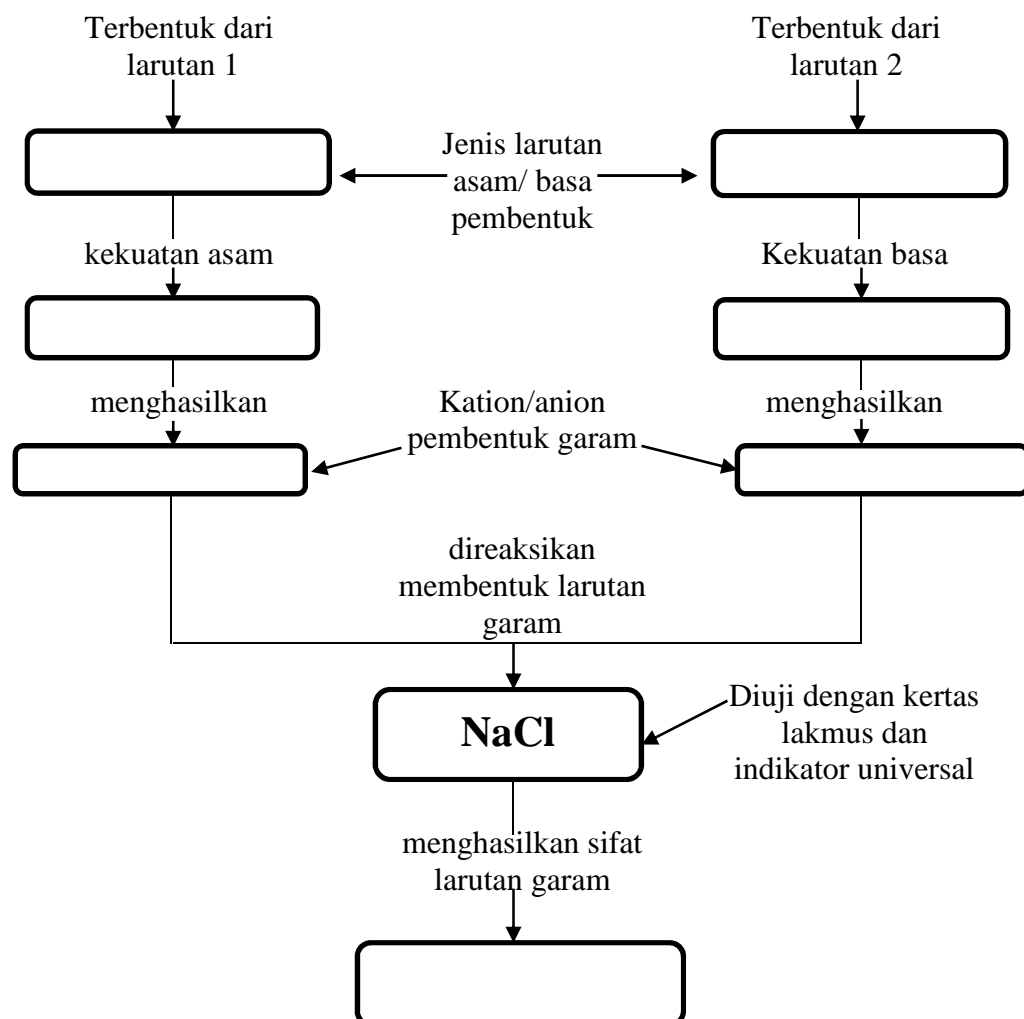 Terbentuk dari
larutan 1
Terbentuk dari
larutan 2
Jenis larutan
asam/ basa
pembentuk
kekuatan asam
Kekuatan basa
menghasilkan
Kation/anion
pembentuk garam
menghasilkan
direaksikan
membentuk larutan
garam
NaCl
Diuji dengan kertas
lakmus dan
indikator universal
menghasilkan sifat
larutan garam